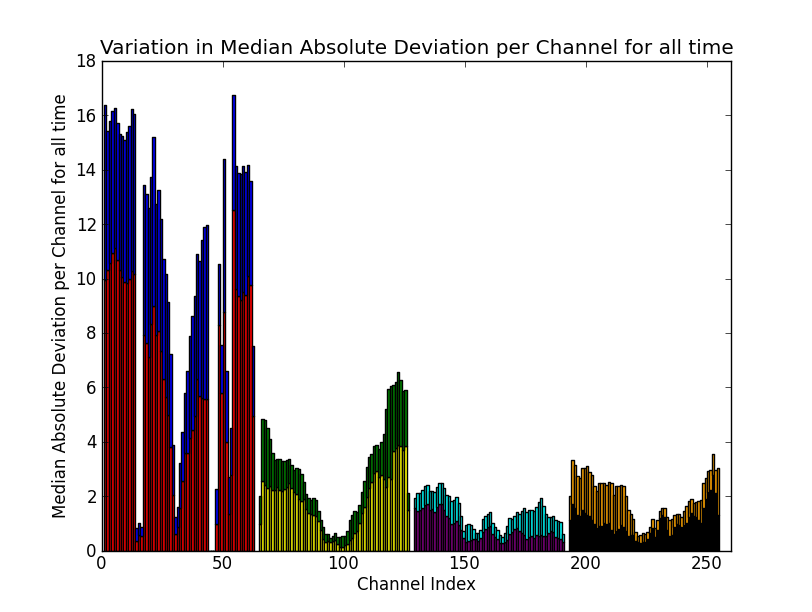 Variation in Median Absolute Deviation per Channel for all time
Median Absolute Deviation per Channel for all time
18
16
14
12
10
8
6
4
2
0
0 50 100 150 200 250
Channel Index